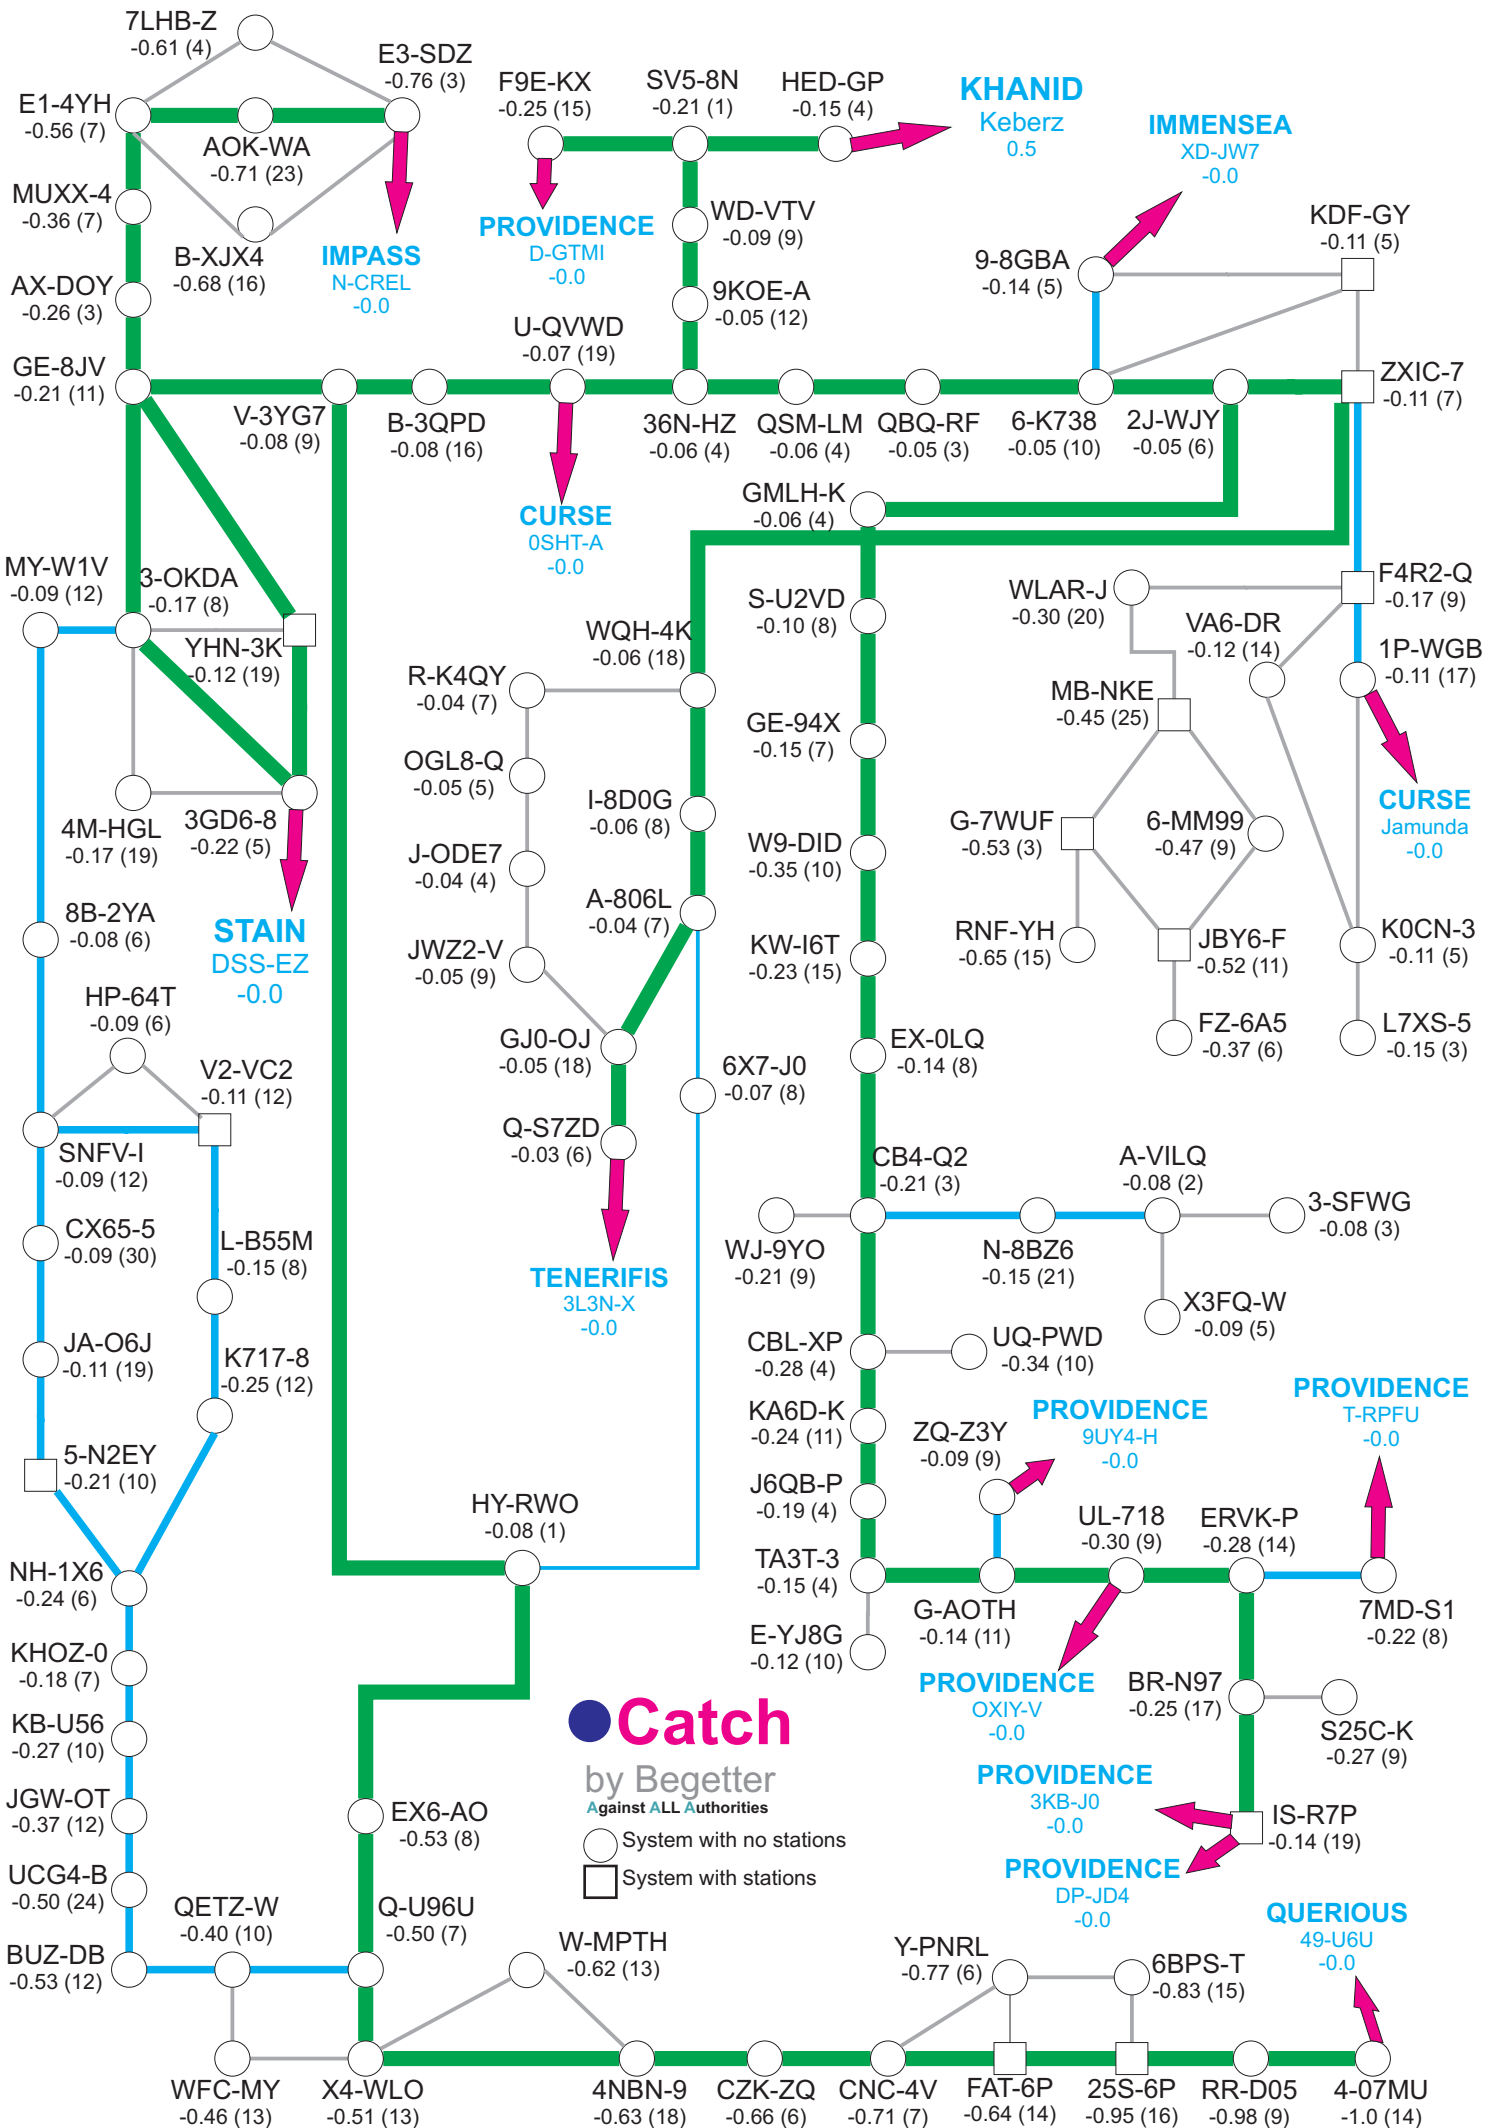 7LHB-Z
-0.61 (4)
E3-SDZ
-0.76 (3)
E1-4YH
-0.56 (7)
AOK-WA
-0.71 (23)
MUXX-4
-0.36 (7)
B-XJX4
-0.68 (16)
IMPASS
N-CREL
-0.0
AX-DOY
-0.26 (3)
GE-8JV
-0.21 (11)
F9E-KX
-0.25 (15)
SV5-8N
-0.21 (1)
HED-GP
-0.15 (4)
KHANID
Keberz
0.5
PROVIDENCE
D-GTMI
-0.0
WD-VTV
-0.09 (9)
9KOE-A
-0.05 (12)
IMMENSEA
XD-JW7
-0.0
9-8GBA
-0.14 (5)
KDF-GY
-0.11 (5)
V-3YG7
-0.08 (9)
B-3QPD
-0.08 (16)
U-QVWD
-0.07 (19)
36N-HZ
-0.06 (4)
QSM-LM
-0.06 (4)
QBQ-RF
-0.05 (3)
6-K738
-0.05 (10)
2J-WJY
-0.05 (6)
ZXIC-7
-0.11 (7)
CURSE
0SHT-A
-0.0
GMLH-K
-0.06 (4)
MY-W1V
-0.09 (12)
3-OKDA
-0.17 (8)
YHN-3K
-0.12 (19)
4M-HGL
-0.17 (19)
3GD6-8
-0.22 (5)
STAIN
DSS-EZ
-0.0
8B-2YA
-0.08 (6)
HP-64T
-0.09 (6)
V2-VC2
-0.11 (12)
SNFV-I
-0.09 (12)
CX65-5
-0.09 (30)
L-B55M
-0.15 (8)
JA-O6J
-0.11 (19)
K717-8
-0.25 (12)
5-N2EY
-0.21 (10)
NH-1X6
-0.24 (6)
KHOZ-0
-0.18 (7)
KB-U56
-0.27 (10)
JGW-OT
-0.37 (12)
UCG4-B
-0.50 (24)
BUZ-DB
-0.53 (12)
QETZ-W
-0.40 (10)
WFC-MY
-0.46 (13)
WQH-4K
-0.06 (18)
R-K4QY
-0.04 (7)
OGL8-Q
-0.05 (5)
I-8D0G
-0.06 (8)
J-ODE7
-0.04 (4)
A-806L
-0.04 (7)
JWZ2-V
-0.05 (9)
GJ0-OJ
-0.05 (18)
6X7-J0
-0.07 (8)
Q-S7ZD
-0.03 (6)
TENERIFIS
3L3N-X
-0.0
HY-RWO
-0.08 (1)
EX6-AO
-0.53 (8)
Q-U96U
-0.50 (7)
X4-WLO
-0.51 (13)
S-U2VD
-0.10 (8)
GE-94X
-0.15 (7)
W9-DID
-0.35 (10)
KW-I6T
-0.23 (15)
EX-0LQ
-0.14 (8)
WLAR-J
-0.30 (20)
F4R2-Q
-0.17 (9)
VA6-DR
-0.12 (14)
1P-WGB
-0.11 (17)
MB-NKE
-0.45 (25)
G-7WUF
-0.53 (3)
6-MM99
-0.47 (9)
CURSE
Jamunda
-0.0
RNF-YH
-0.65 (15)
JBY6-F
-0.52 (11)
K0CN-3
-0.11 (5)
FZ-6A5
-0.37 (6)
L7XS-5
-0.15 (3)
CB4-Q2
-0.21 (3)
A-VILQ
-0.08 (2)
3-SFWG
-0.08 (3)
WJ-9YO
-0.21 (9)
N-8BZ6
-0.15 (21)
X3FQ-W
-0.09 (5)
CBL-XP
-0.28 (4)
UQ-PWD
-0.34 (10)
KA6D-K
-0.24 (11)
J6QB-P
-0.19 (4)
ZQ-Z3Y
-0.09 (9)
PROVIDENCE
9UY4-H
-0.0
PROVIDENCE
T-RPFU
-0.0
TA3T-3
-0.15 (4)
G-AOTH
-0.14 (11)
UL-718
-0.30 (9)
ERVK-P
-0.28 (14)
7MD-S1
-0.22 (8)
E-YJ8G
-0.12 (10)
PROVIDENCE
OXIY-V
-0.0
BR-N97
-0.25 (17)
S25C-K
-0.27 (9)
PROVIDENCE
3KB-J0
-0.0
IS-R7P
-0.14 (19)
PROVIDENCE
DP-JD4
-0.0
QUERIOUS
49-U6U
-0.0
Catch
by Begetter
Against ALL Authorities
System with no stations
System with stations
W-MPTH
-0.62 (13)
Y-PNRL
-0.77 (6)
6BPS-T
-0.83 (15)
4NBN-9
-0.63 (18)
CZK-ZQ
-0.66 (6)
CNC-4V
-0.71 (7)
FAT-6P
-0.64 (14)
25S-6P
-0.95 (16)
RR-D05
-0.98 (9)
4-07MU
-1.0 (14)